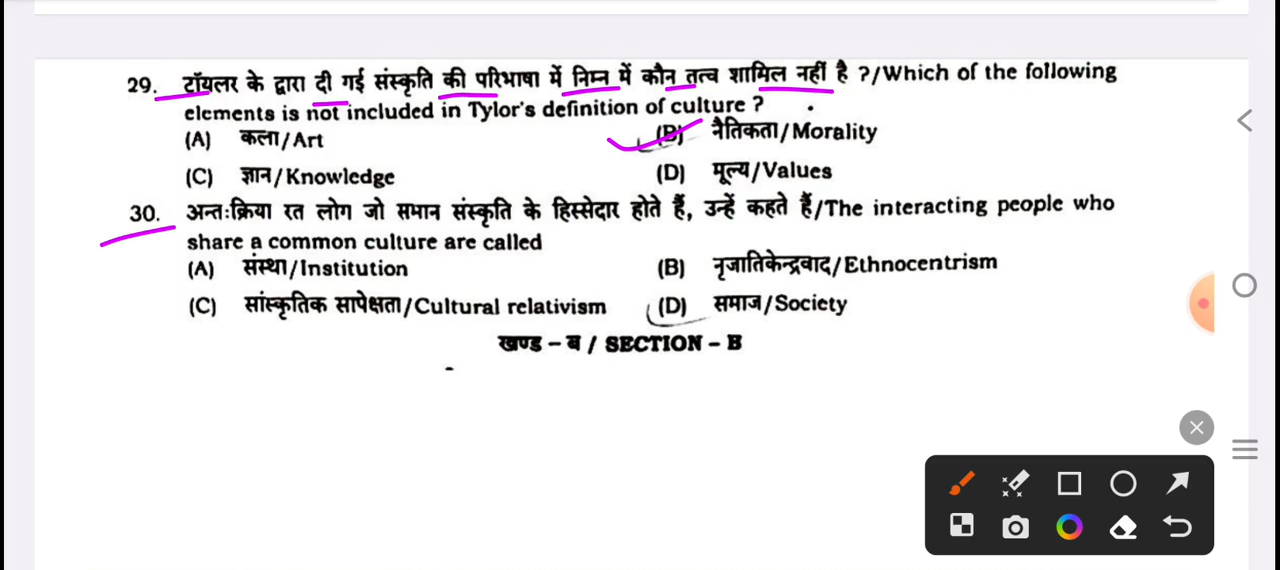 29. टॉयलर के द्वारा दी गई संस्कृति की परिभाषा में निम्न में कौन तत्व शामिल नहीं है ?/Which of the following
elements is not included in Tylor's definition of culture ?
(A) कला/Art (B) नैतिकता/Morality
(C) ज्ञान/Knowledge (D) मूल्य/Values
30. अन्तःक्रिया रत लोग जो समान संस्कृति के हिस्सेदार होते हैं, उन्हें कहते हैं/The interacting people who
share a common culture are called
(A) संस्था/Institution (B) नृजातिकेन्द्रवाद/Ethnocentrism
(C) सांस्कृतिक सापेक्षता/Cultural relativism (D) समाज/Society
खण्ड – ब / SECTION – B